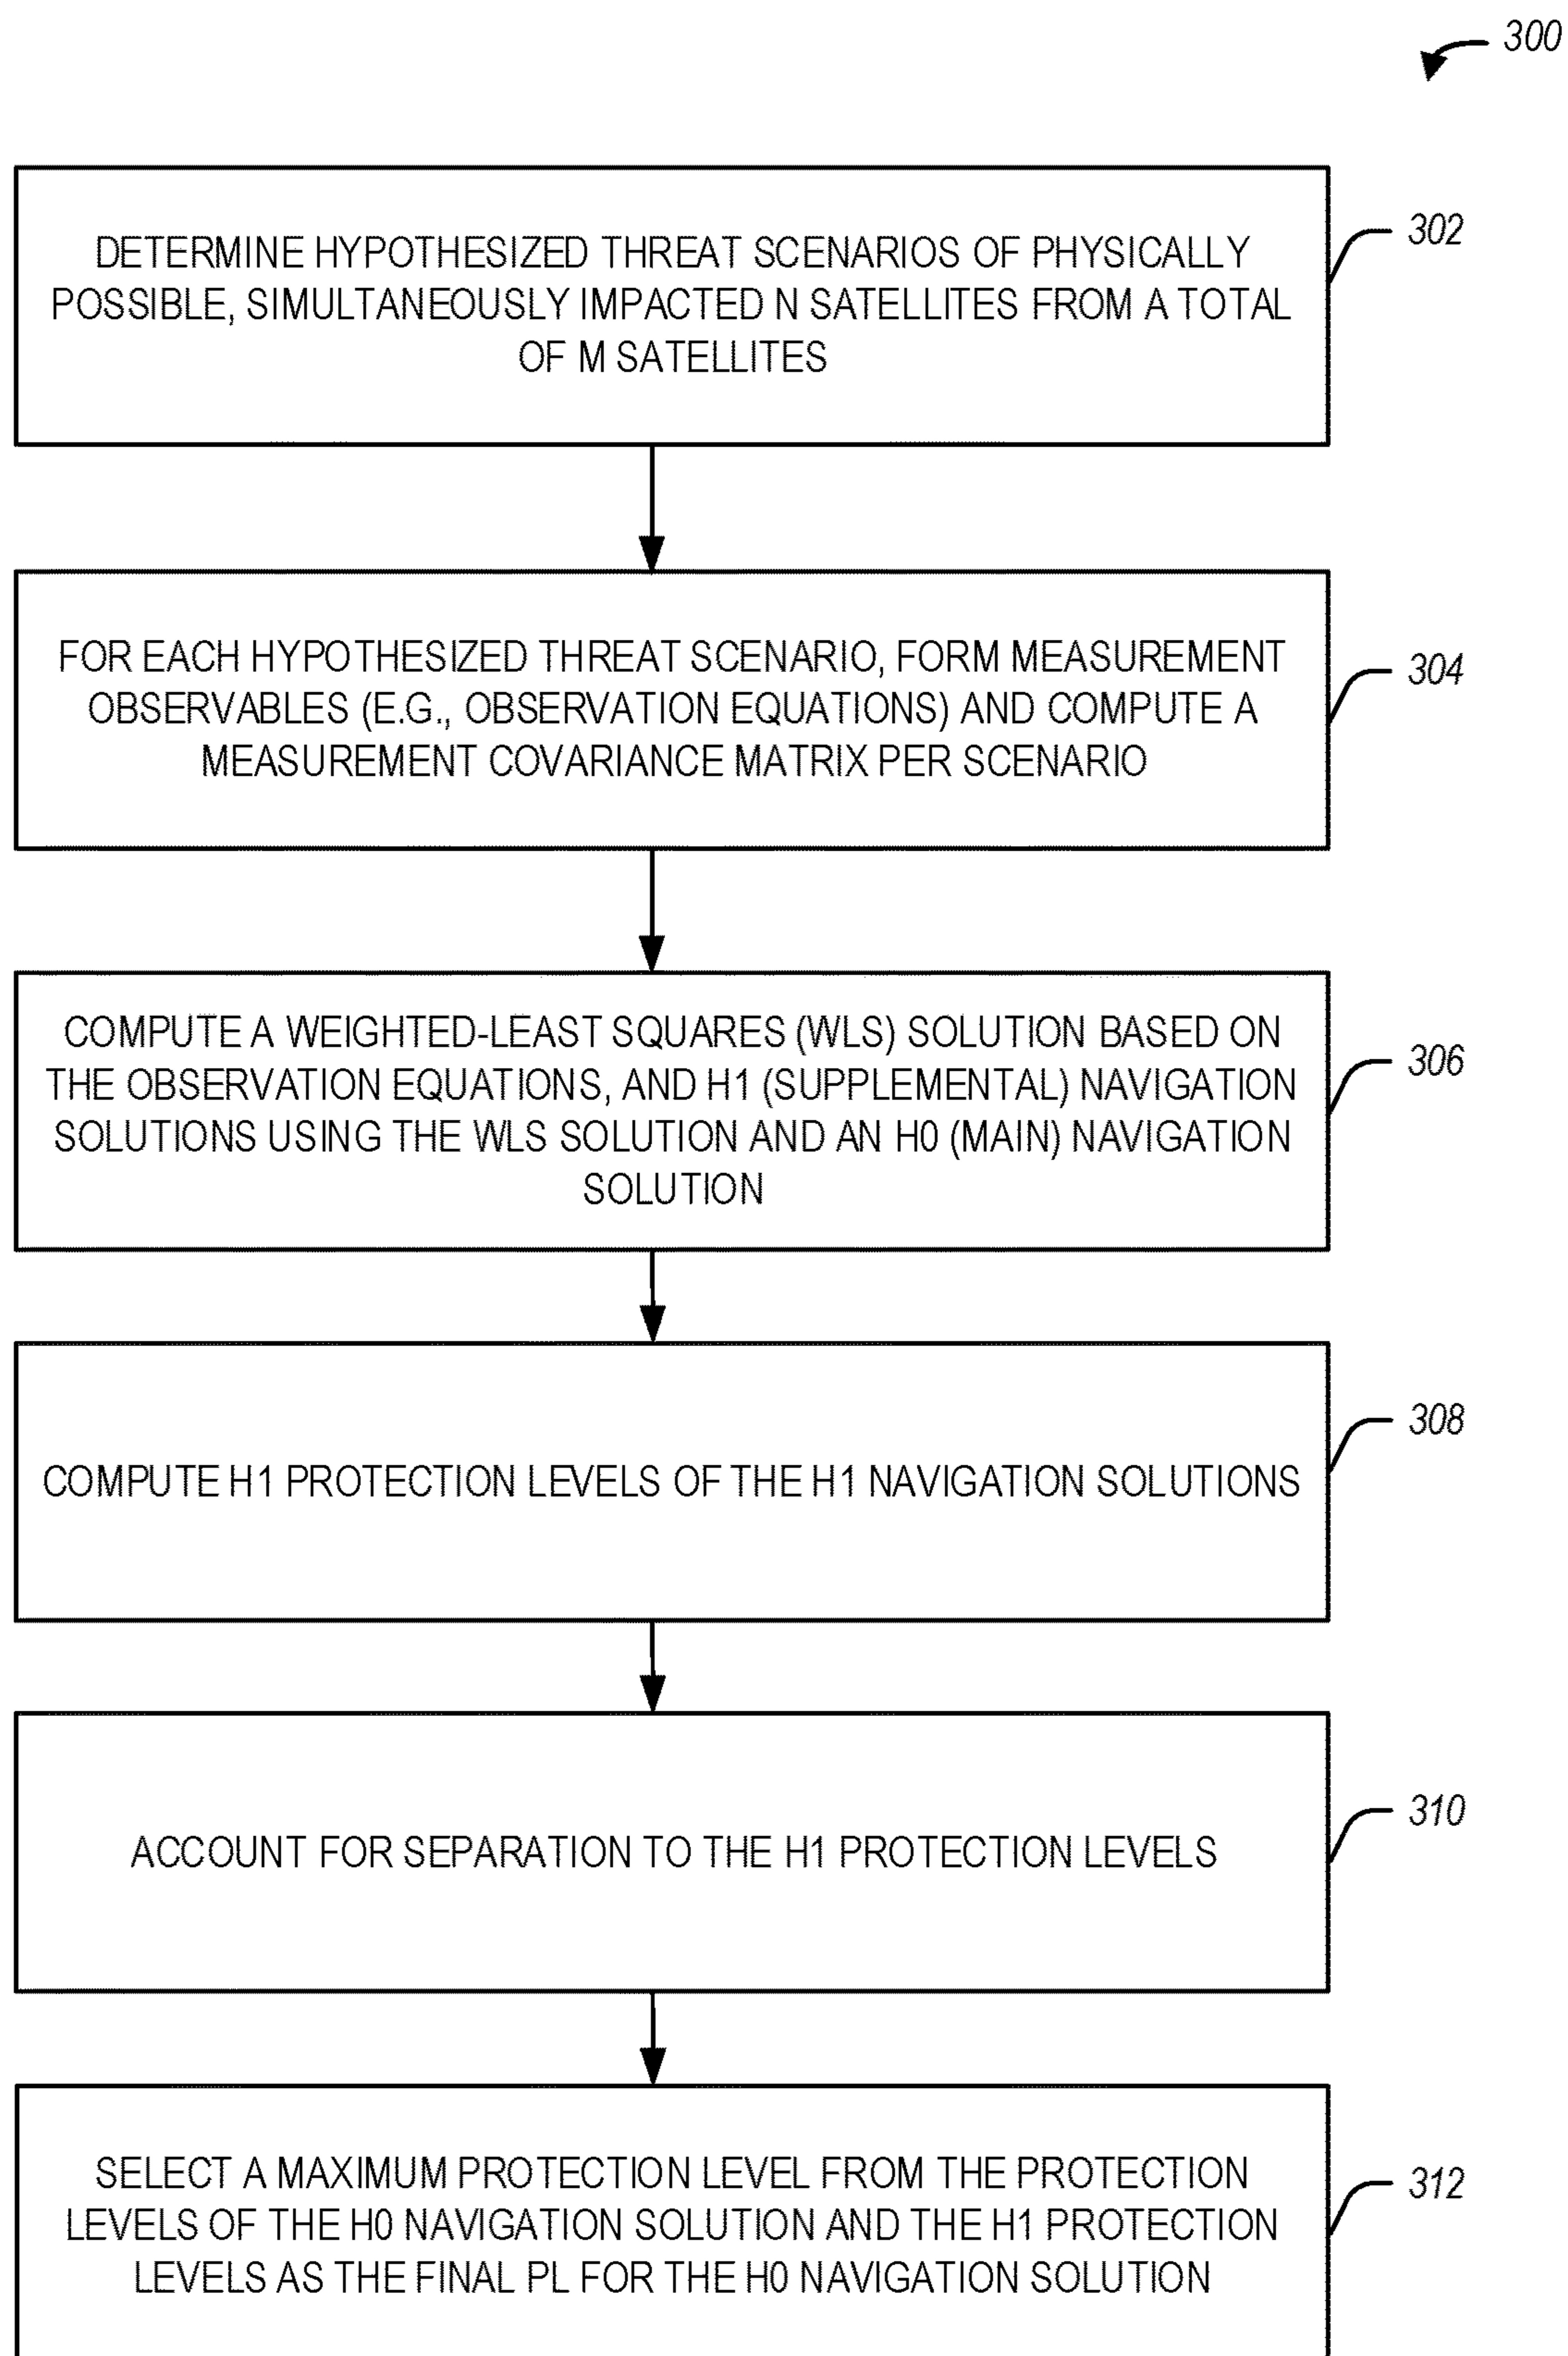 300
DETERMINE HYPOTHESIZED THREAT SCENARIOS OF PHYSICALLY
POSSIBLE, SIMULTANEOUSLY IMPACTED N SATELLITES FROM A TOTAL
OF M SATELLITES
302
FOR EACH HYPOTHESIZED THREAT SCENARIO, FORM MEASUREMENT
OBSERVABLES (E.G., OBSERVATION EQUATIONS) AND COMPUTE A
MEASUREMENT COVARIANCE MATRIX PER SCENARIO
304
COMPUTE A WEIGHTED-LEAST SQUARES (WLS) SOLUTION BASED ON
THE OBSERVATION EQUATIONS, AND H1 (SUPPLEMENTAL) NAVIGATION
SOLUTIONS USING THE WLS SOLUTION AND AN H0 (MAIN) NAVIGATION
SOLUTION
306
COMPUTE H1 PROTECTION LEVELS OF THE H1 NAVIGATION SOLUTIONS
308
ACCOUNT FOR SEPARATION TO THE H1 PROTECTION LEVELS
310
SELECT A MAXIMUM PROTECTION LEVEL FROM THE PROTECTION
LEVELS OF THE H0 NAVIGATION SOLUTION AND THE H1 PROTECTION
LEVELS AS THE FINAL PL FOR THE H0 NAVIGATION SOLUTION
312